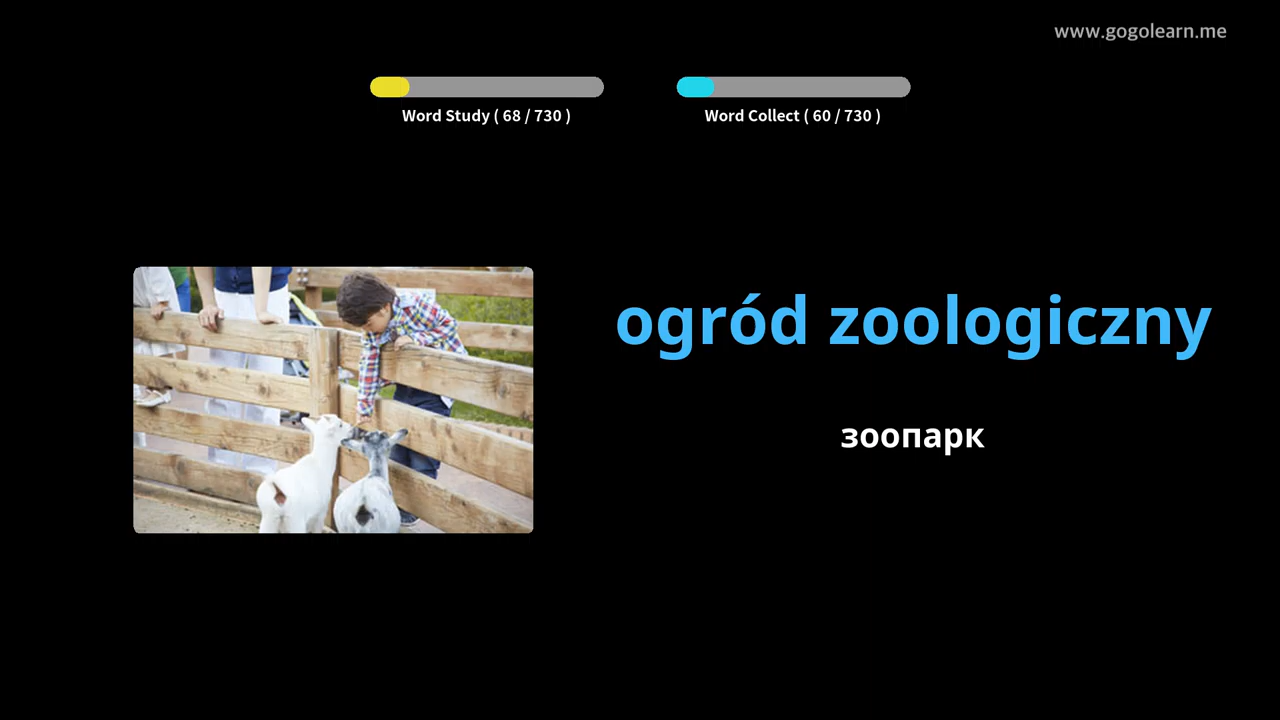 www.gogolearn.me
Word Study ( 68 / 730 )
Word Collect ( 60 / 730 )
ogród zoologiczny
зоопарк